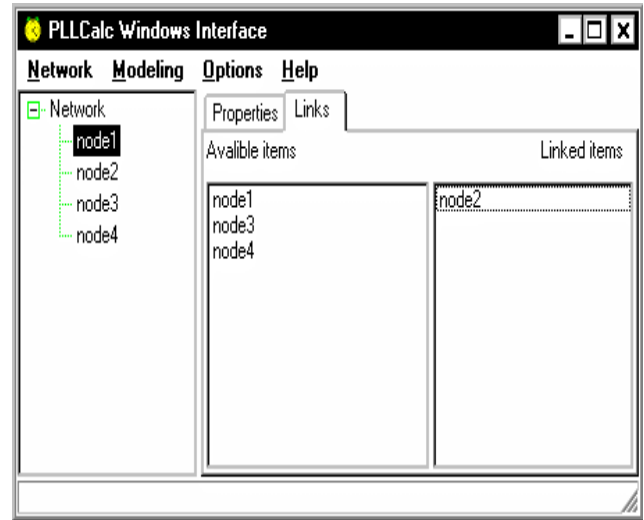 PLLCalc Windows Interface
Network Modeling Options Help
Network
node1
node2
node3
node4
Properties Links
Avalible items Linked items
node1
node3
node4
node2